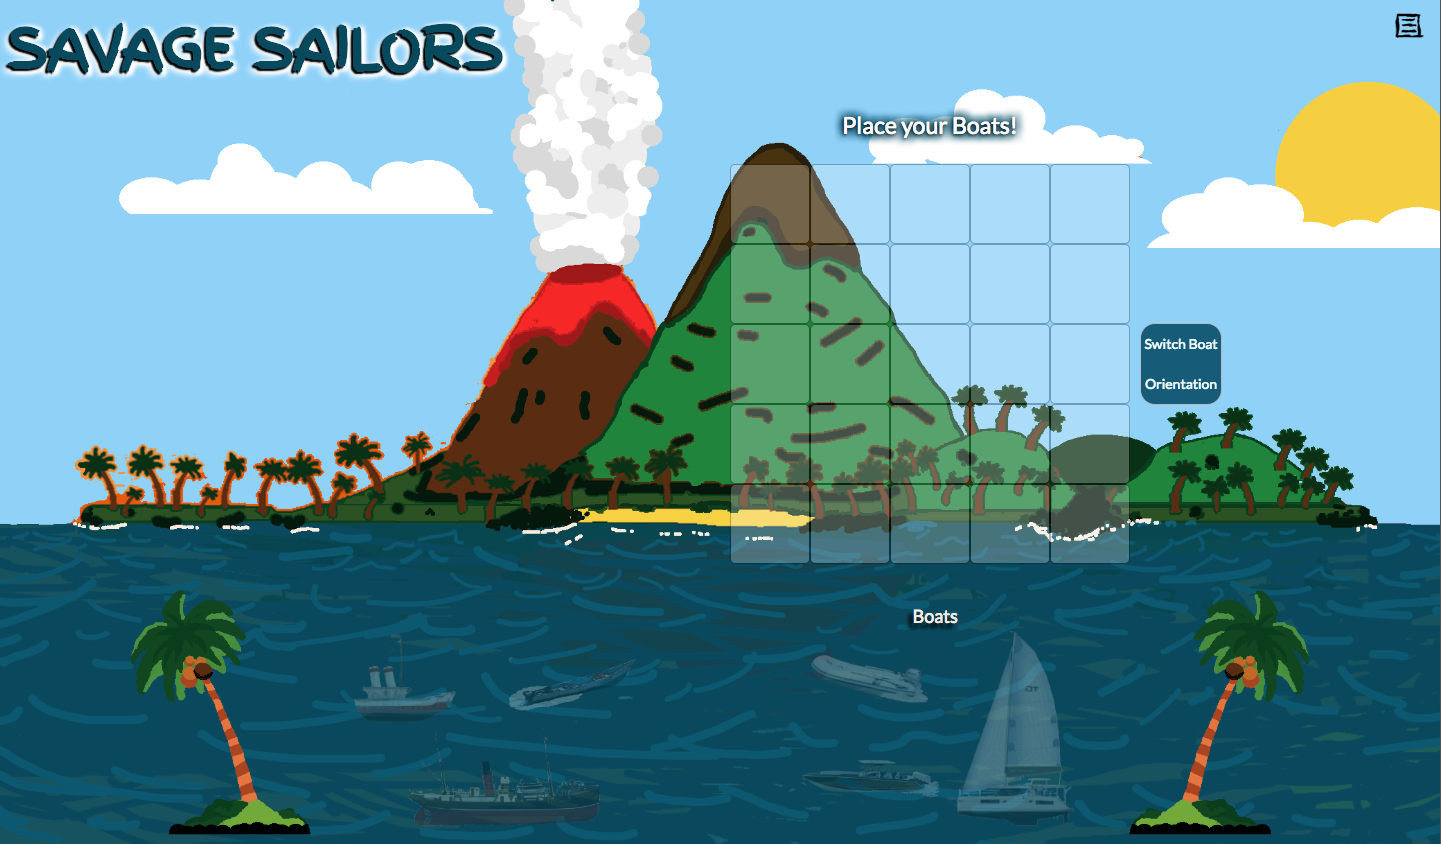 SAVAGE SAILORS
Place your Boats!
Switch Boat
Orientation
Boats